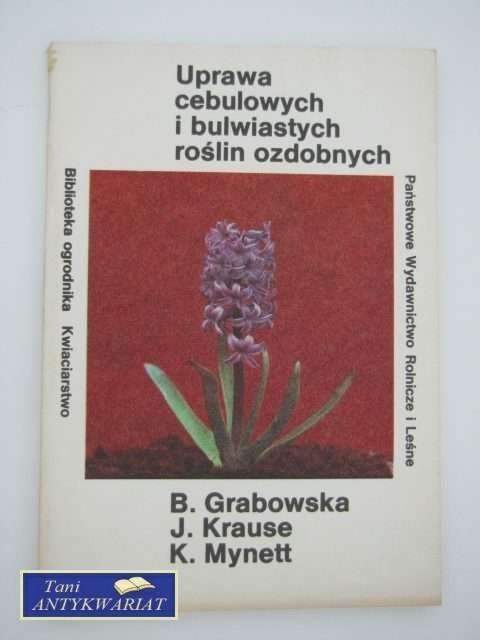 Uprawa
cebulowych
i bulwiastych
roślin ozdobnych
Biblioteka ogrodnika Kwiaciarstwo
Państwowe Wydawnictwo Rolnicze i Leśne
B. Grabowska
J. Krause
K. Mynett
Tani
ANTYKWARIAT